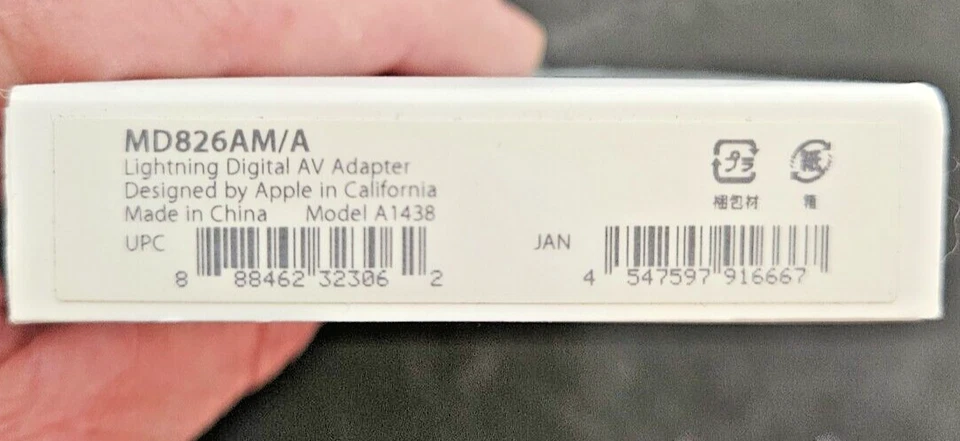 MD826AM/A
Lightning Digital AV Adapter
Designed by Apple in California
Made in China Model A1438
UPC
8 88462 32306 2
JAN
4 547597 916667
プラ
梱包材
紙
箱